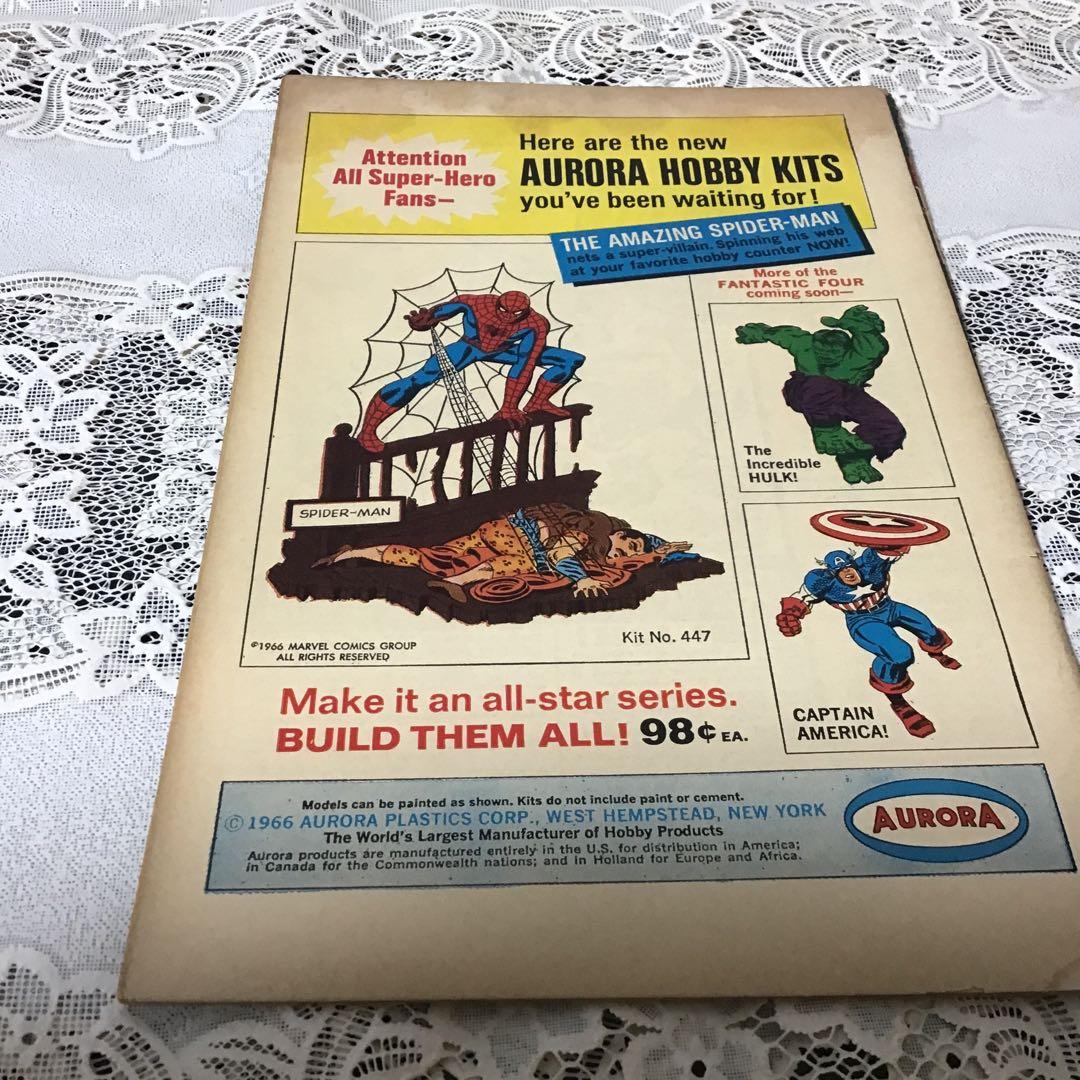 Attention
All Super-Hero
Fans—
Here are the new
AURORA HOBBY KITS
you've been waiting for!
THE AMAZING SPIDER-MAN
nets a super-villain. Spinning his web
at your favorite hobby counter NOW!
More of the
FANTASTIC FOUR
coming soon—
SPIDER-MAN
©1966 MARVEL COMICS GROUP
ALL RIGHTS RESERVED
Kit No. 447
The
Incredible
HULK!
A
CAPTAIN
AMERICA!
Make it an all-star series.
BUILD THEM ALL! 98¢ EA.
Models can be painted as shown. Kits do not include paint or cement.
© 1966 AURORA PLASTICS CORP., WEST HEMPSTEAD, NEW YORK
The World's Largest Manufacturer of Hobby Products
Aurora products are manufactured entirely in the U.S. for distribution in America;
in Canada for the Commonwealth nations; and in Holland for Europe and Africa.
AURORA